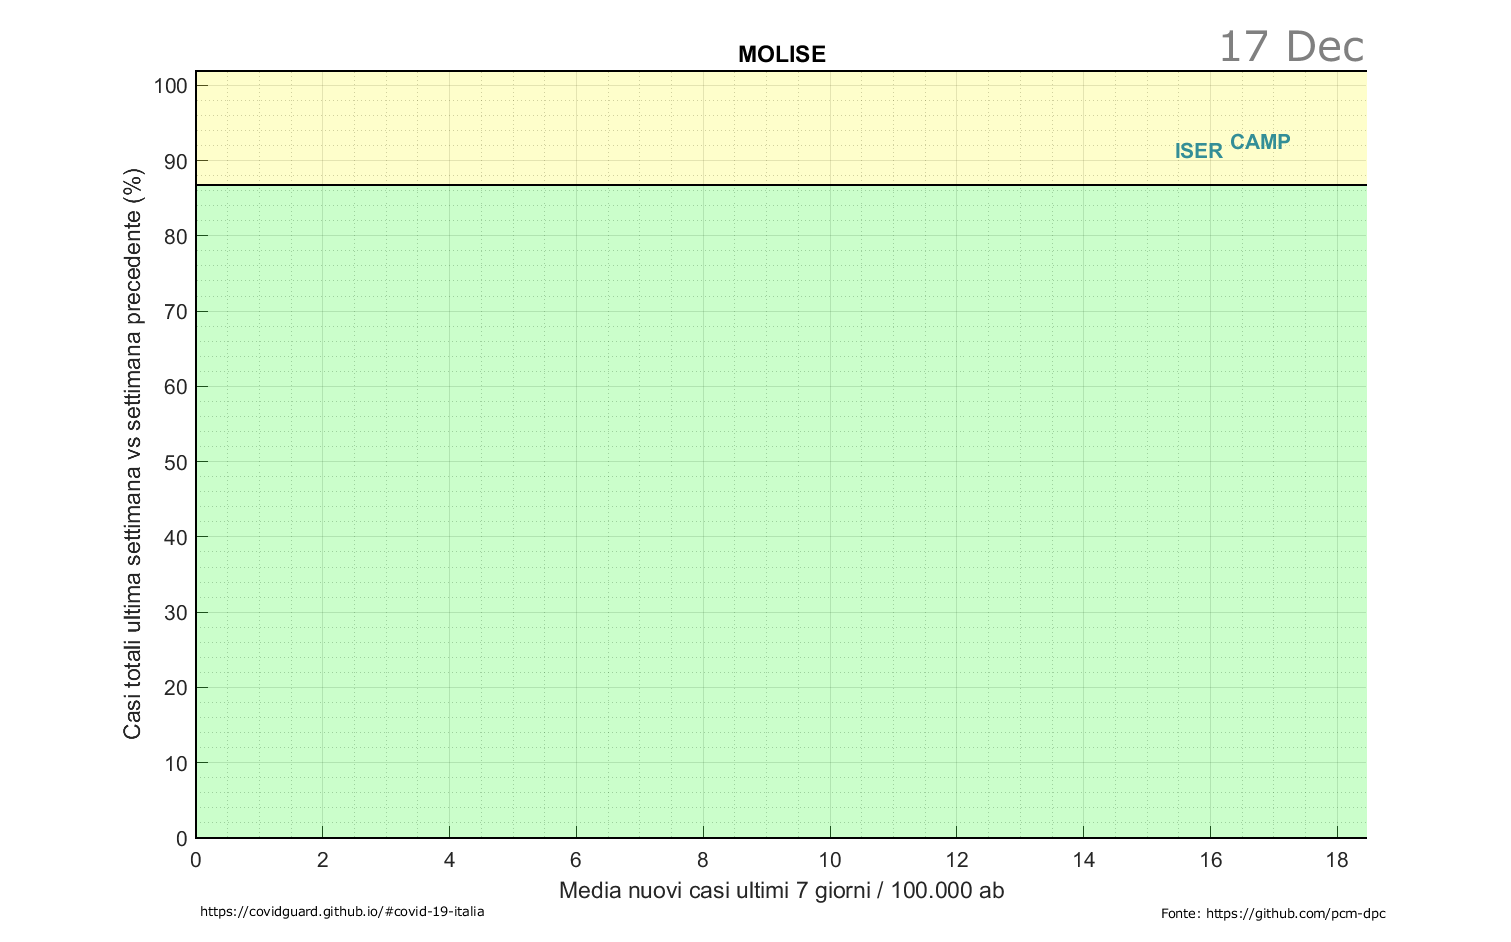 MOLISE
17 Dec
100
90
80
70
60
50
40
30
20
10
0
Casi totali ultima settimana vs settimana precedente (%)
ISER
CAMP
0 2 4 6 8 10 12 14 16 18
Media nuovi casi ultimi 7 giorni / 100.000 ab
https://covidguard.github.io/#covid-19-italia
Fonte: https://github.com/pcm-dpc